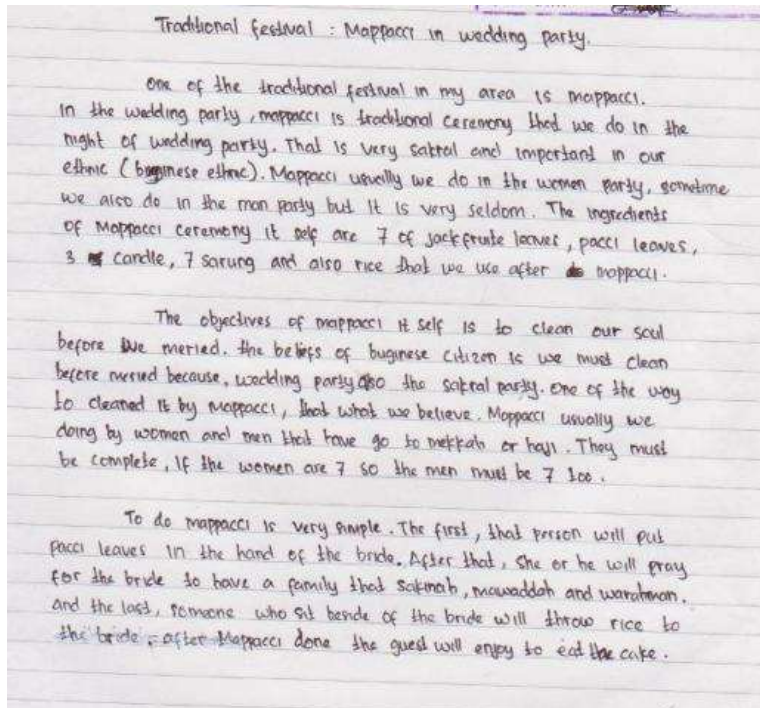 Traditional festival : Mappacci in wedding party.
One of the traditional festival in my area is mappacci.
In the wedding party, mappacci is traditional ceremony that we do in the
night of wedding party. That is very sakral and important in our
ethnic (buginese ethnic). Mappacci usually we do in the women party, sometime
we also do in the man party but it is very seldom. The ingredients
of Mappacci ceremony it self are 7 of jackfruite leaves, pacci leaves,
3 candle, 7 sarung and also rice that we use after mappacci.
The objectives of mappacci it self is to clean our soul
before we meried. the beliefs of buginese citizen is we must clean
before meried because, wedding party also the sakral party. One of the way
to cleaned it by mappacci, that what we believe. Mappacci usually we
doing by women and men that have go to mekkah or haji. They must
be complete, if the women are 7 so the men must be 7 too.
To do mappacci is very simple. The first, that person will put
pacci leaves in the hand of the bride. After that, she or he will pray
for the bride to have a family that sakinah, mawaddah and warahman.
and the last, someone who sit beside of the bride will throw rice to
the bride, after Mappacci done the guest will enjoy to eat the cake.